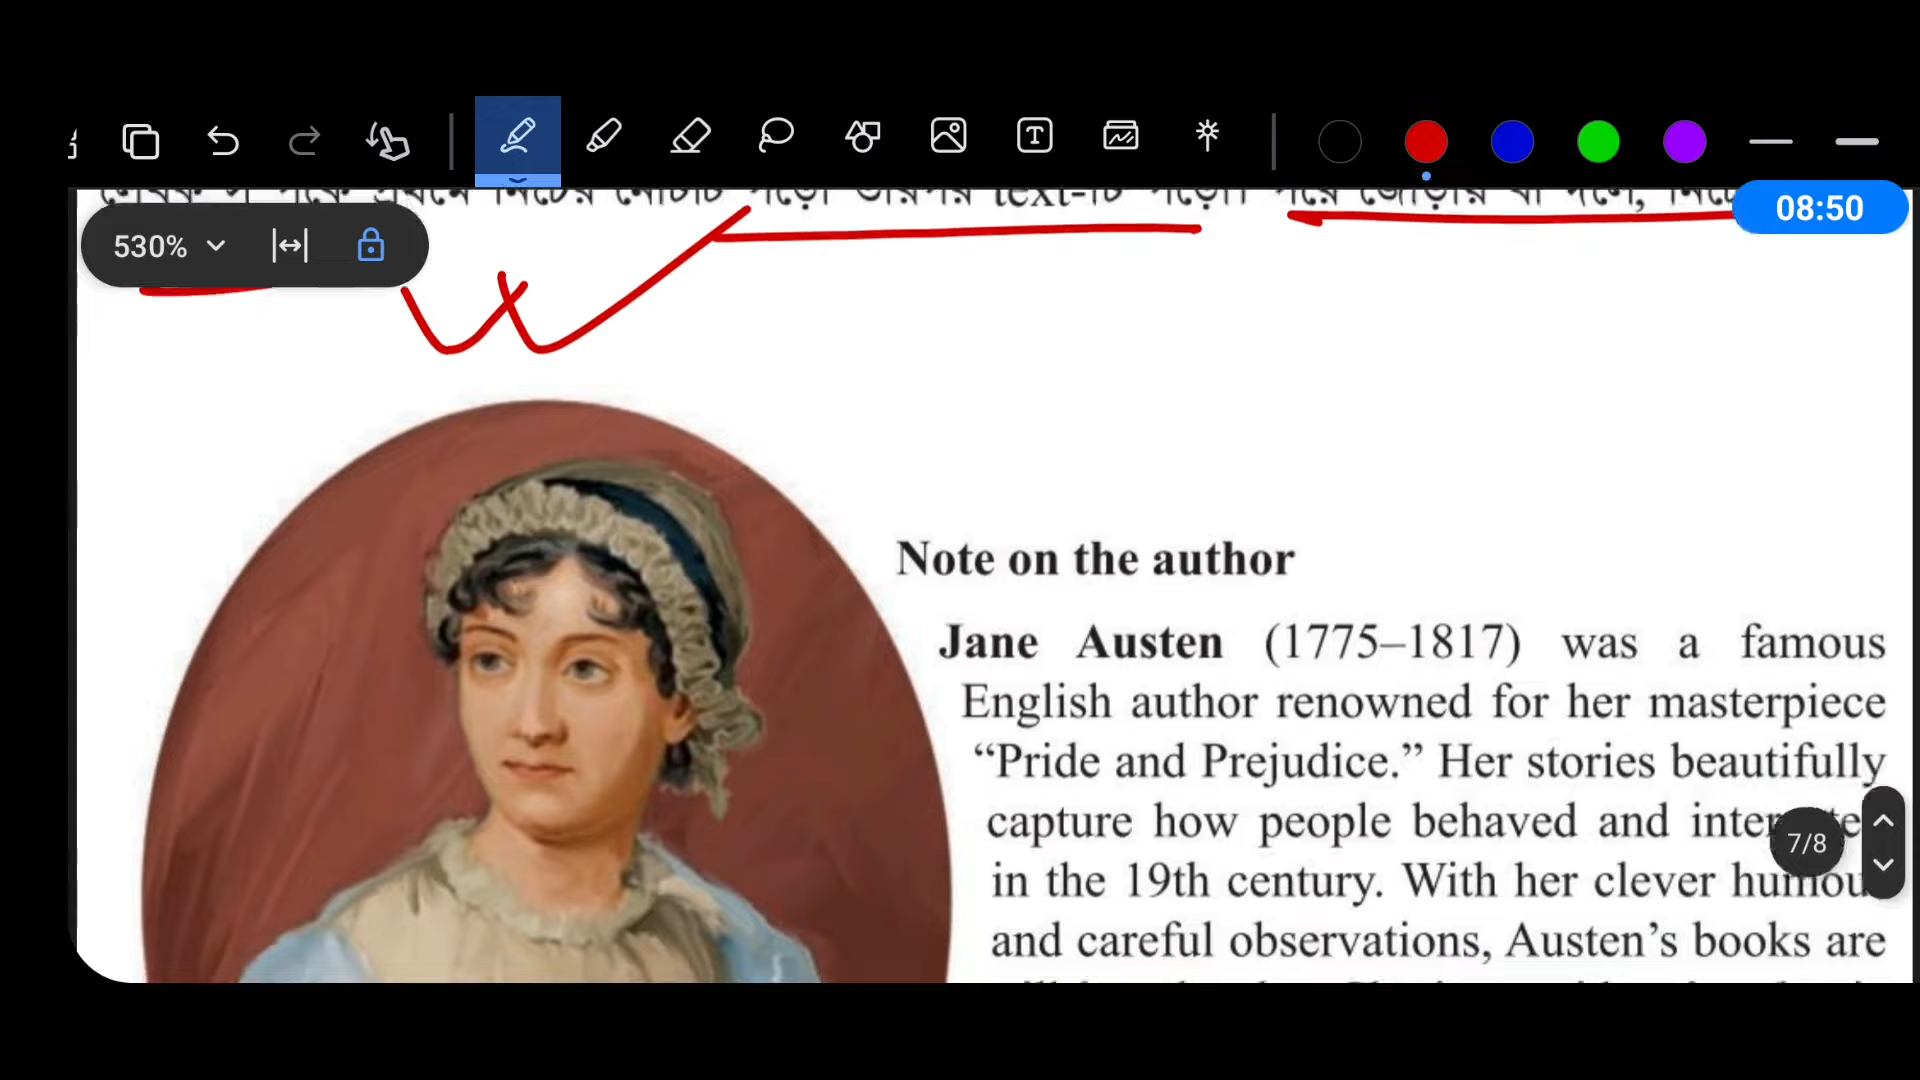 08:50
530%
Note on the author
Jane Austen (1775–1817) was a famous
English author renowned for her masterpiece
“Pride and Prejudice.” Her stories beautifully
capture how people behaved and
in the 19th century. With her clever
and careful observations, Austen’s books are
7/8